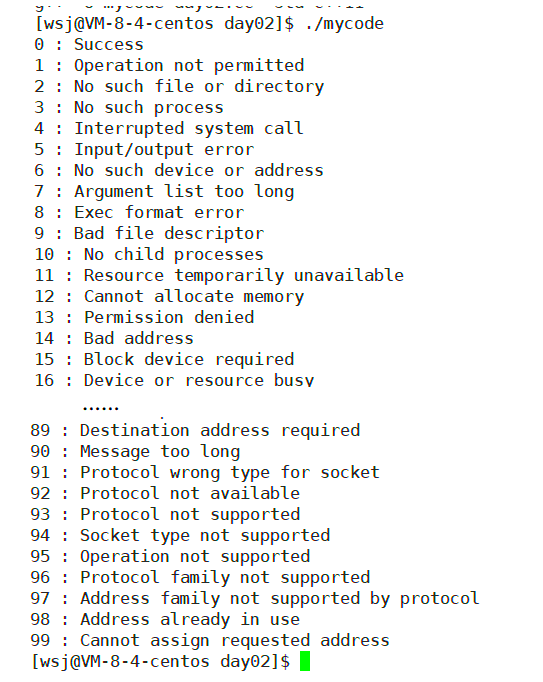 [wsj@VM-8-4-centos day02]$ ./mycode
0 : Success
1 : Operation not permitted
2 : No such file or directory
3 : No such process
4 : Interrupted system call
5 : Input/output error
6 : No such device or address
7 : Argument list too long
8 : Exec format error
9 : Bad file descriptor
10 : No child processes
11 : Resource temporarily unavailable
12 : Cannot allocate memory
13 : Permission denied
14 : Bad address
15 : Block device required
16 : Device or resource busy
......
89 : Destination address required
90 : Message too long
91 : Protocol wrong type for socket
92 : Protocol not available
93 : Protocol not supported
94 : Socket type not supported
95 : Operation not supported
96 : Protocol family not supported
97 : Address family not supported by protocol
98 : Address already in use
99 : Cannot assign requested address
[wsj@VM-8-4-centos day02]$